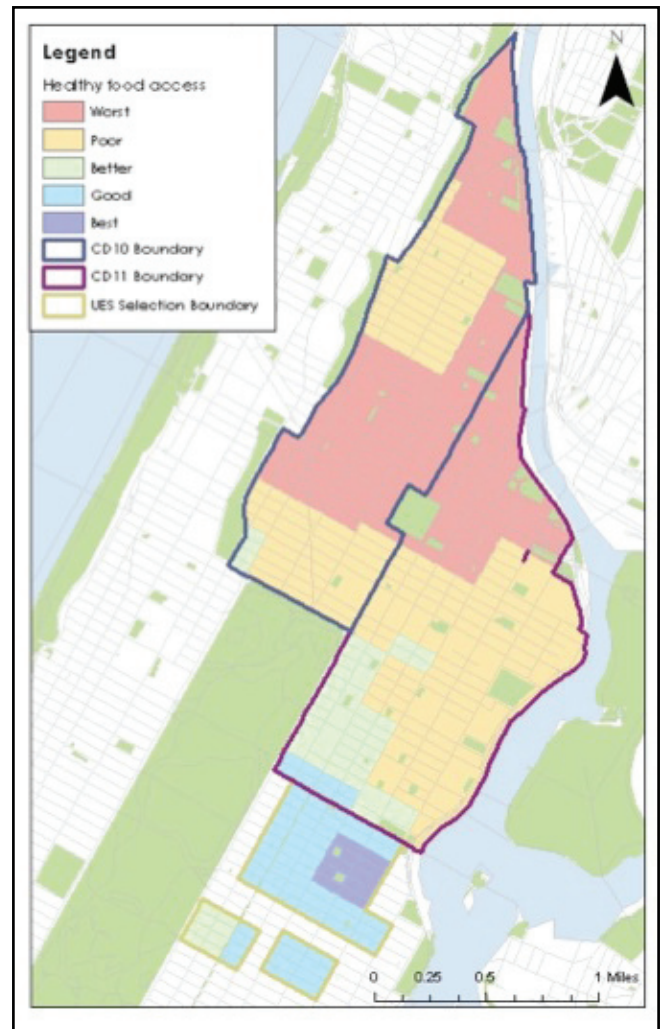 Legend
Healthy food access
Worst
Poor
Better
Good
Best
CD10 Boundary
CD11 Boundary
UES Selection Boundary
N
0 0.25 0.5 1 Miles